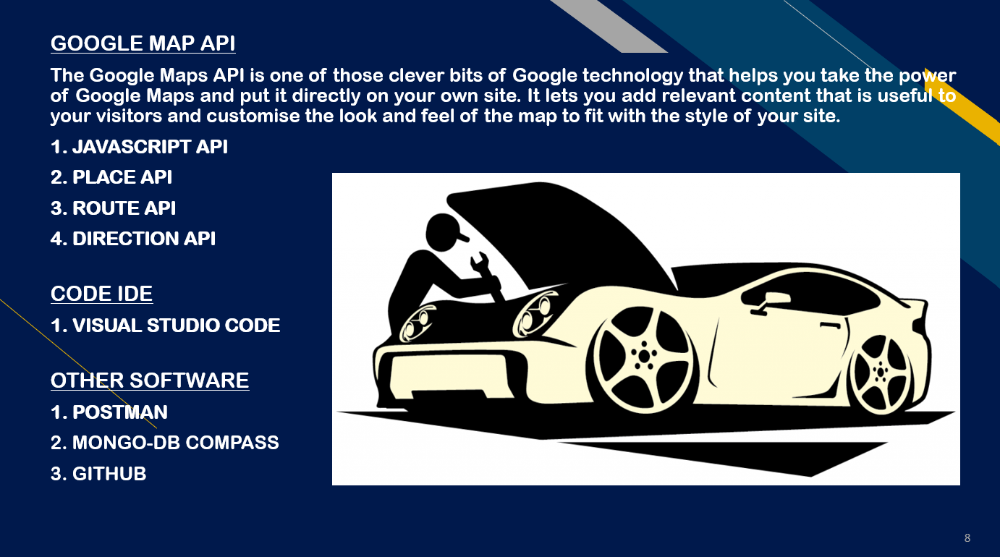 GOOGLE MAP API
The Google Maps API is one of those clever bits of Google technology that helps you take the power
of Google Maps and put it directly on your own site. It lets you add relevant content that is useful to
your visitors and customise the look and feel of the map to fit with the style of your site.
1. JAVASCRIPT API
2. PLACE API
3. ROUTE API
4. DIRECTION API
CODE IDE
1. VISUAL STUDIO CODE
OTHER SOFTWARE
1. POSTMAN
2. MONGO-DB COMPASS
3. GITHUB
8